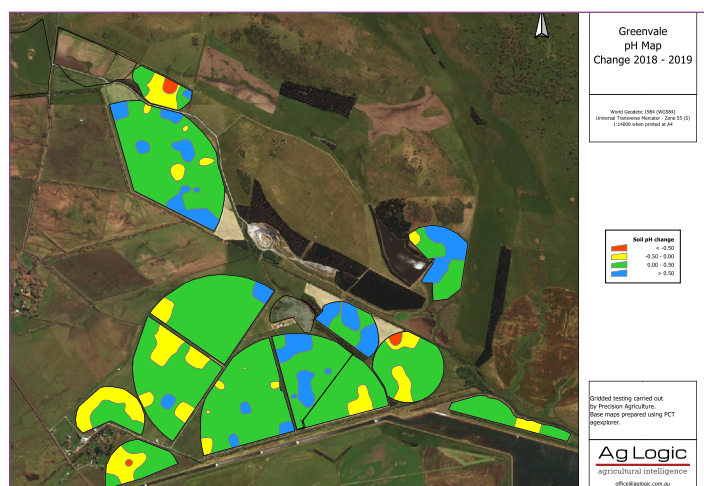 Greenvale
pH Map
Change 2018 - 2019
World Geodetic 1984 (WGS84)
Universal Transverse Mercator - Zone 55 (S)
1:14000 when printed at A4
Soil pH change
< -0.50
-0.50 - 0.00
0.00 - 0.50
> 0.50
Gridded testing carried out
by Precision Agriculture.
Base maps prepared using PCT
agexplorer.
Ag Logic
agricultural intelligence
office@aglogic.com.au